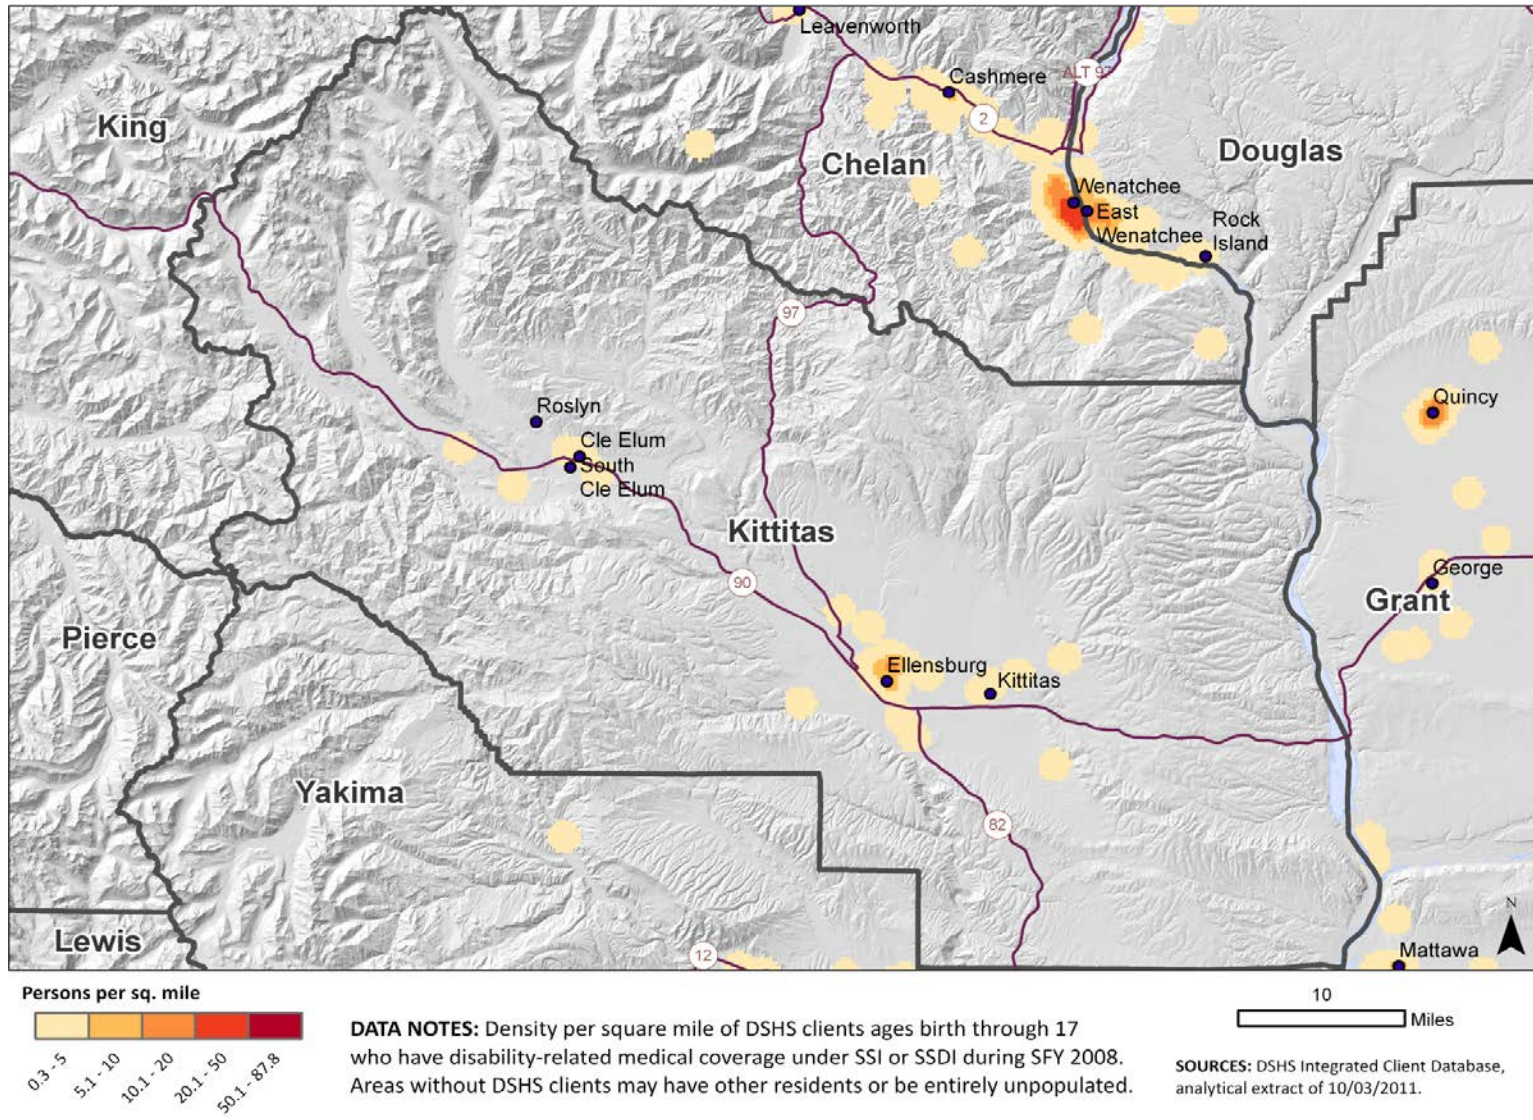 Leavenworth
Cashmere
ALT 97
2
King
Chelan
Douglas
Wenatchee
East
Wenatchee
Rock
Island
97
Roslyn
Cle Elum
South
Cle Elum
Quincy
Kittitas
90
George
Grant
Pierce
Ellensburg
Kittitas
Yakima
82
Lewis
12
N
Mattawa
Persons per sq. mile
0.3 - 5
5.1 - 10
10.1 - 20
20.1 - 50
50.1 - 87.8
DATA NOTES: Density per square mile of DSHS clients ages birth through 17
who have disability-related medical coverage under SSI or SSDI during SFY 2008.
Areas without DSHS clients may have other residents or be entirely unpopulated.
10
Miles
SOURCES: DSHS Integrated Client Database,
analytical extract of 10/03/2011.